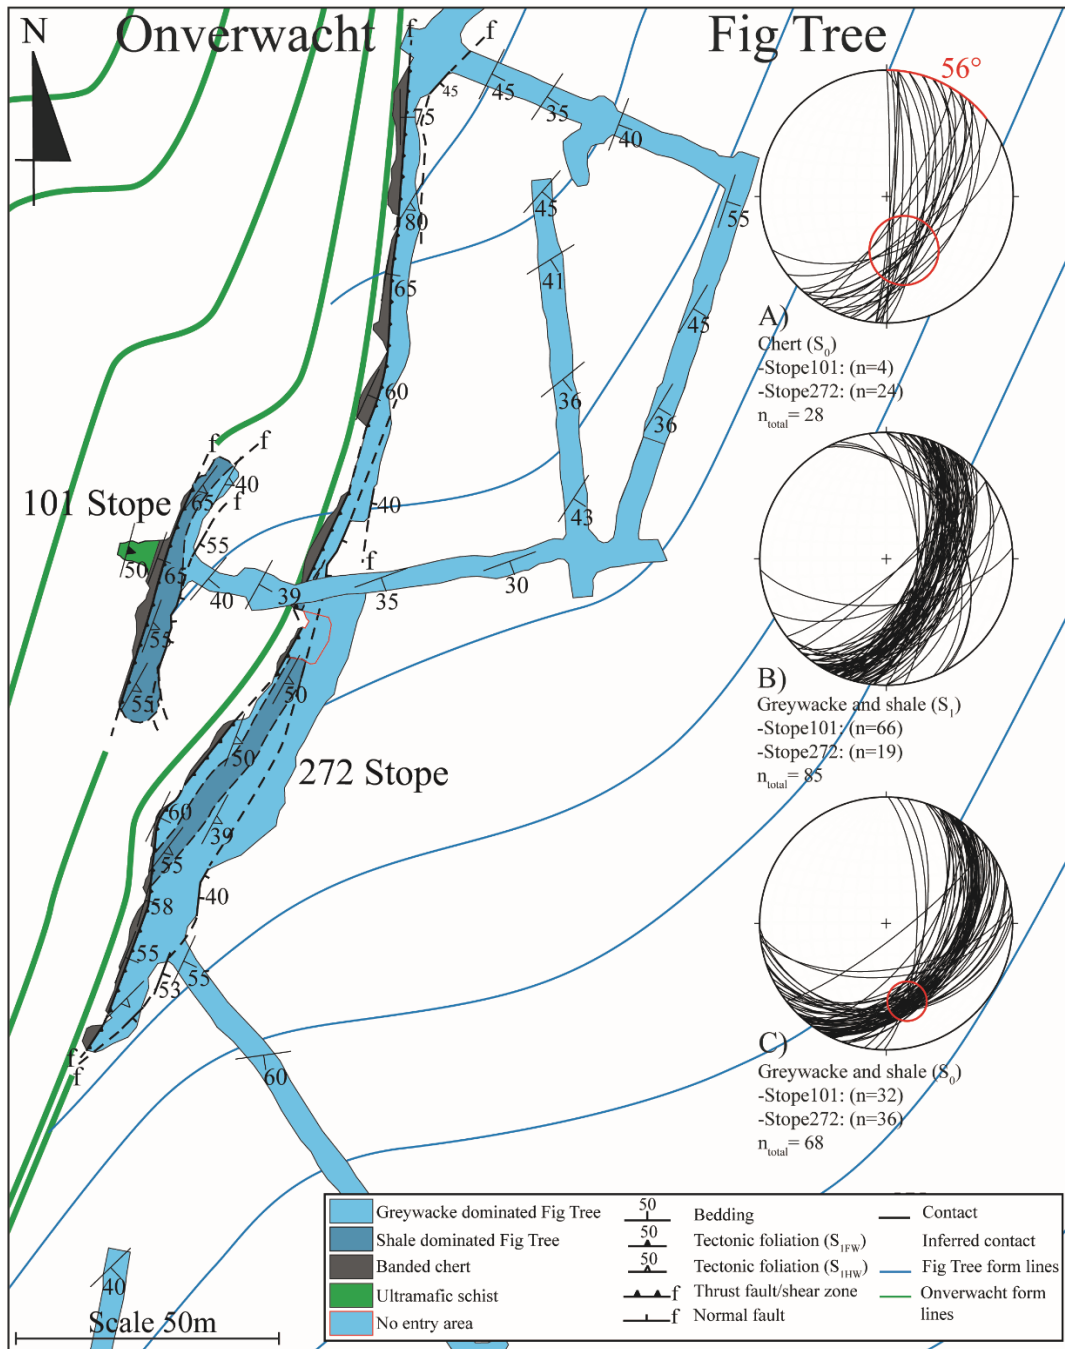 Onverwacht
Fig Tree
N
f
f
45
45
35
40
75
56°
45
80
55
41
65
45
A)
Chert (S0)
-Stope101: (n=4)
-Stope272: (n=24)
ntotal= 28
60
36
36
f
f
40
65
101 Stope
f
40
43
55
f
50
65
40
39
35
30
55
50
55
B)
Greywacke and shale (S1)
-Stope101: (n=66)
-Stope272: (n=19)
ntotal= 85
50
272 Stope
60
39
55
40
58
55
55
53
C)
Greywacke and shale (S0)
-Stope101: (n=32)
-Stope272: (n=36)
ntotal= 68
f
f
60
40
Scale 50m
Greywacke dominated Fig Tree
Shale dominated Fig Tree
Banded chert
Ultramafic schist
No entry area
50 Bedding
50 Tectonic foliation (S1FW)
50 Tectonic foliation (S1HW)
f Thrust fault/shear zone
f Normal fault
Contact
Inferred contact
Fig Tree form lines
Onverwacht form
lines